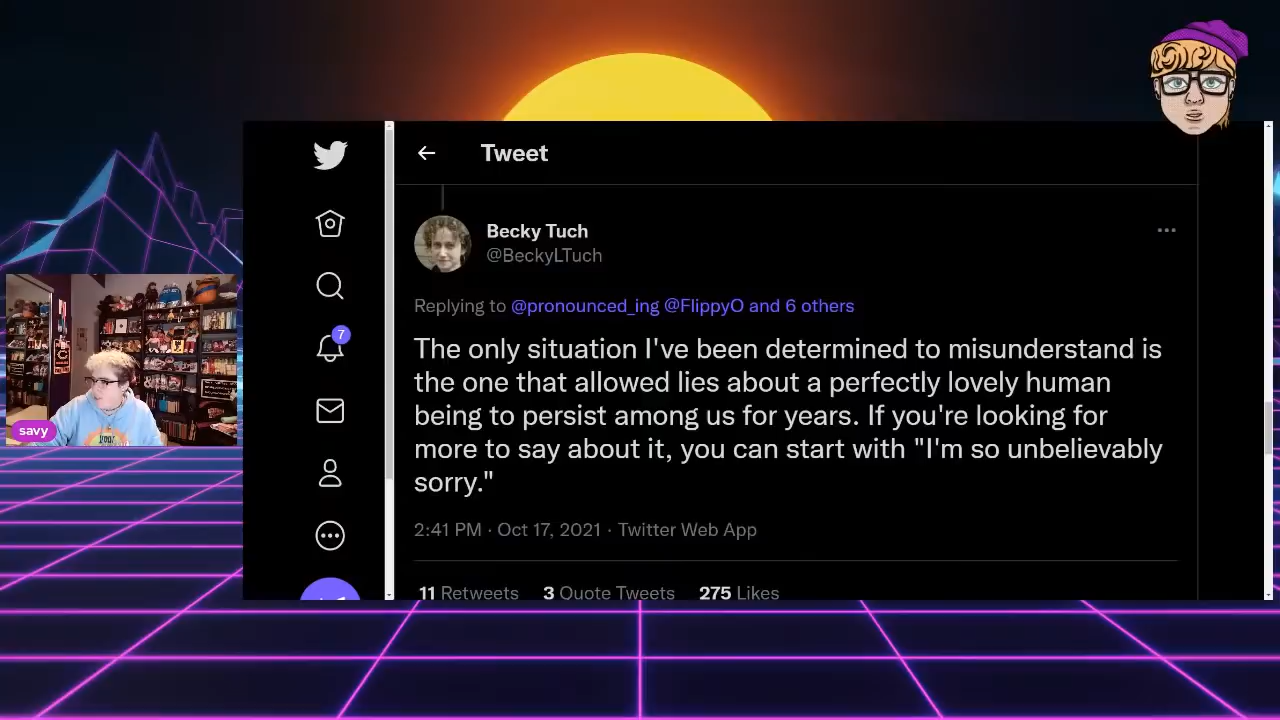 Tweet
Becky Tuch
@BeckyLTuch
Replying to @pronounced_ing @FlippyO and 6 others
The only situation I've been determined to misunderstand is
the one that allowed lies about a perfectly lovely human
being to persist among us for years. If you're looking for
more to say about it, you can start with "I'm so unbelievably
sorry."
2:41 PM · Oct 17, 2021 · Twitter Web App
11 Retweets 3 Quote Tweets 275 Likes
7
savy